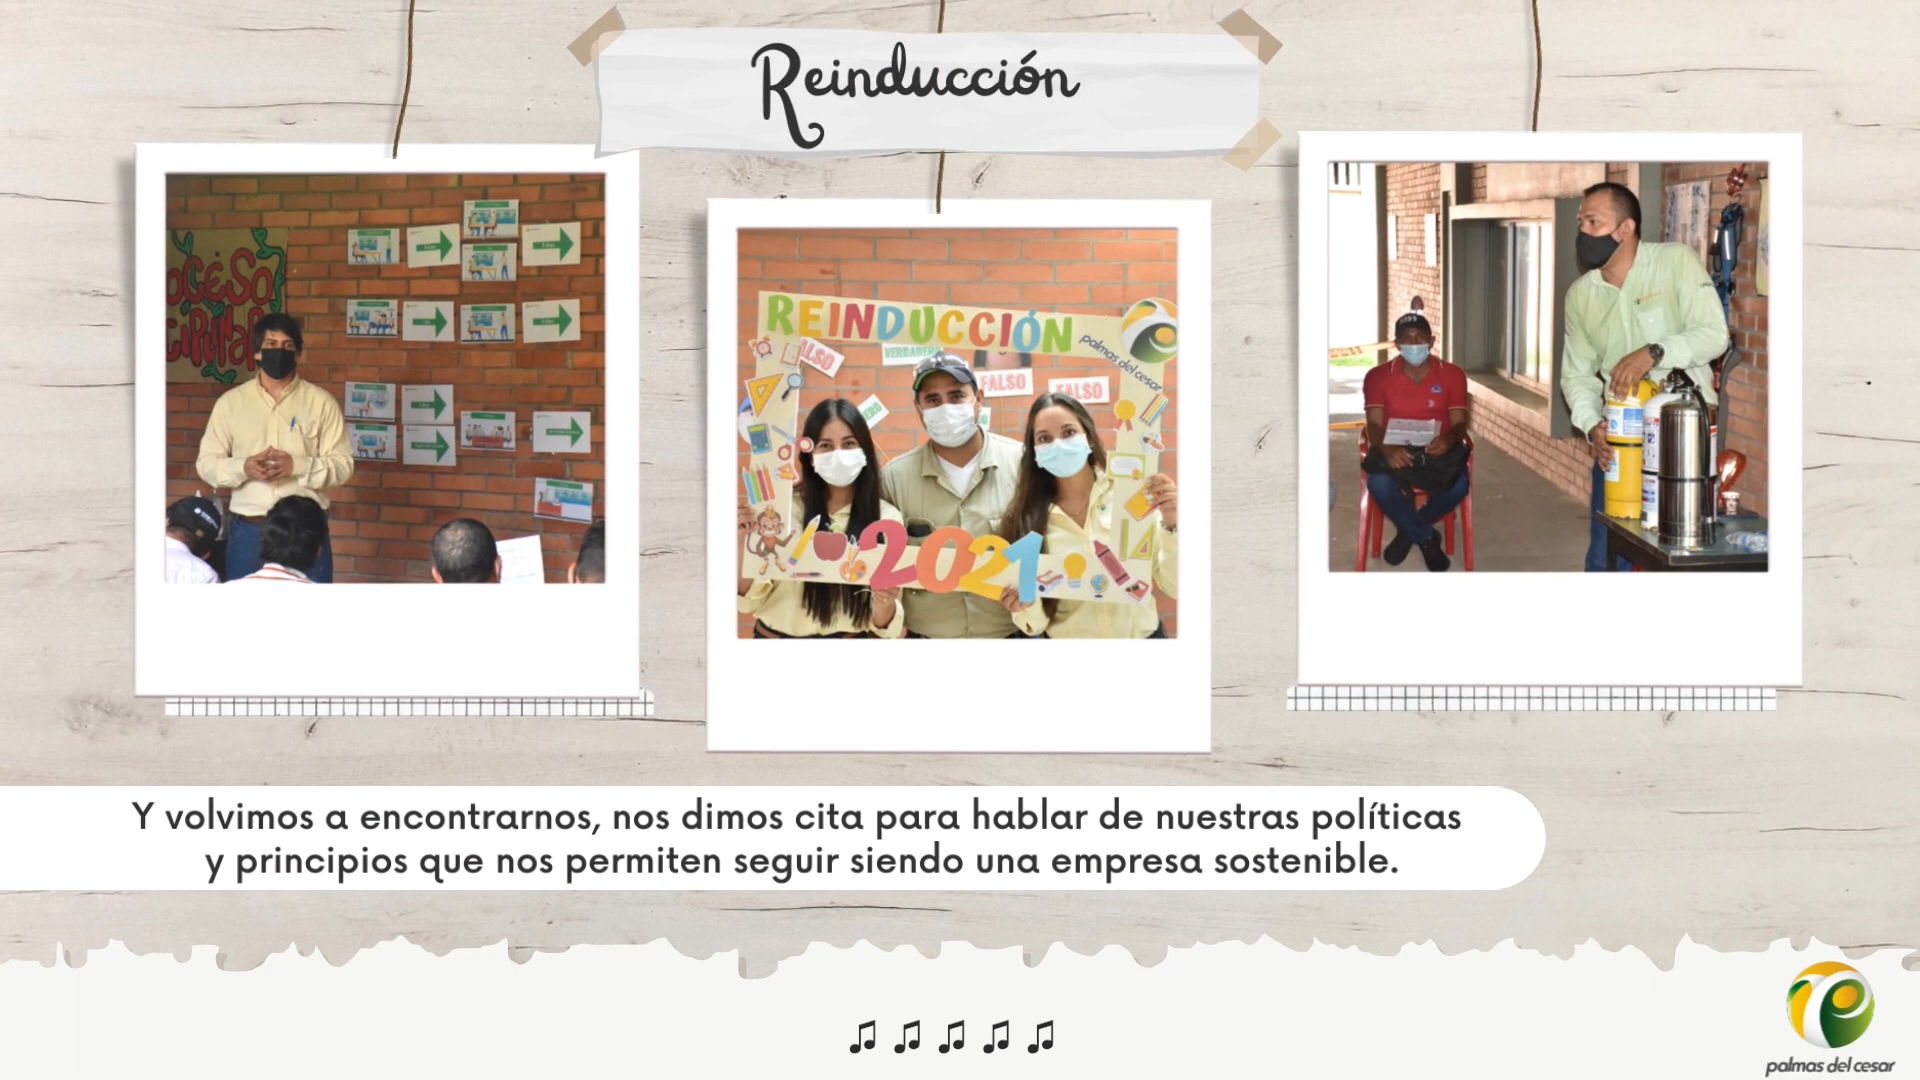 Reinducción
REINDUCCIÓN
palmas del cesar
VERDADERO
FALSO
FALSO
2021
Y volvimos a encontrarnos, nos dimos cita para hablar de nuestras políticas
y principios que nos permiten seguir siendo una empresa sostenible.
palmas del cesar